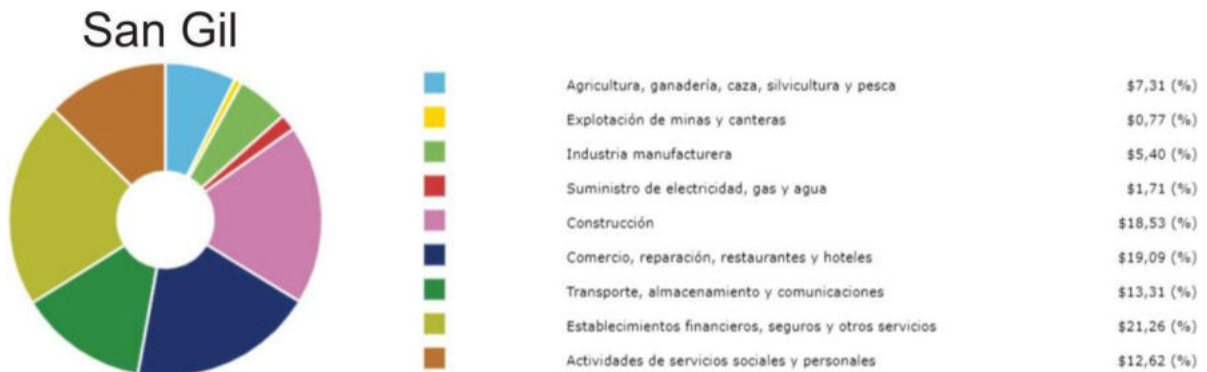 San Gil
Agricultura, ganadería, caza, silvicultura y pesca $7,31 (%)
Explotación de minas y canteras $0,77 (%)
Industria manufacturera $5,40 (%)
Suministro de electricidad, gas y agua $1,71 (%)
Construcción $18,53 (%)
Comercio, reparación, restaurantes y hoteles $19,09 (%)
Transporte, almacenamiento y comunicaciones $13,31 (%)
Establecimientos financieros, seguros y otros servicios $21,26 (%)
Actividades de servicios sociales y personales $12,62 (%)